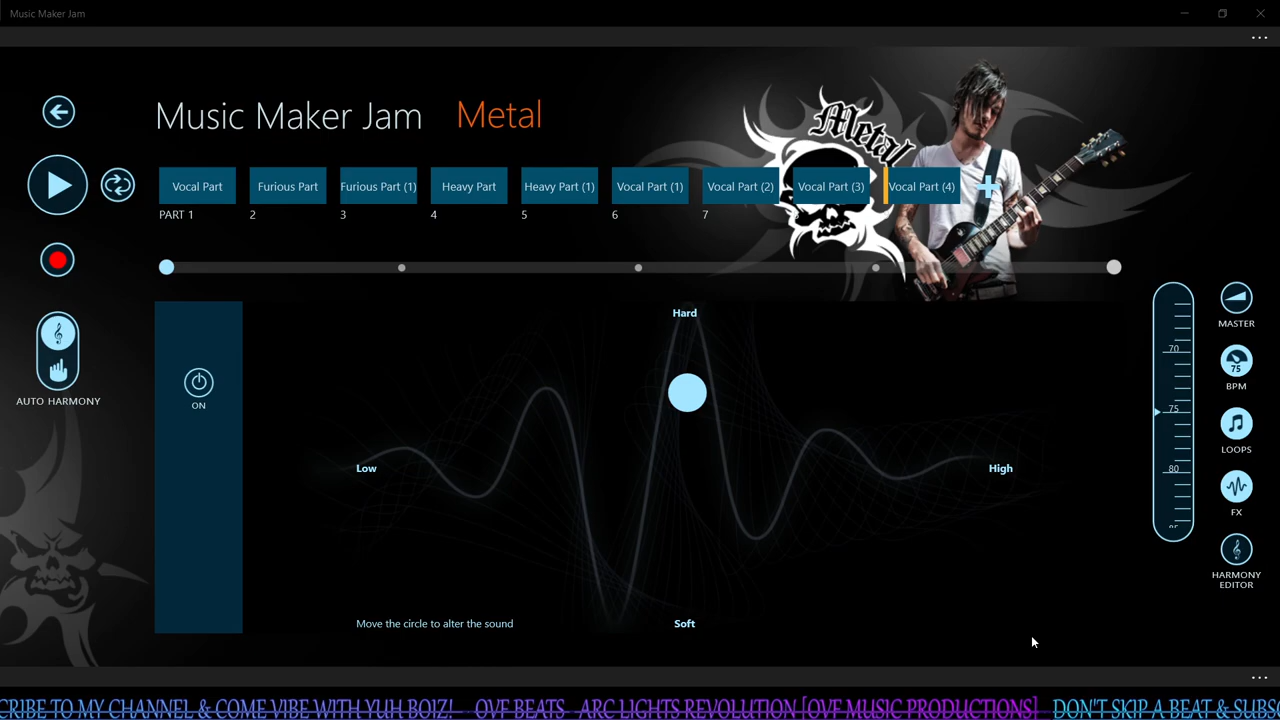 Music Maker Jam
Music Maker Jam Metal
Metal
Vocal Part Furious Part Furious Part (1) Heavy Part Heavy Part (1) Vocal Part (1) Vocal Part (2) Vocal Part (3) Vocal Part (4)
PART 1 2 3 4 5 6 7
Hard
ON
Low
High
Move the circle to alter the sound
Soft
AUTO HARMONY
70
75
80
85
MASTER
75
BPM
LOOPS
FX
HARMONY
EDITOR
CRIBE TO MY CHANNEL & COME VIBE WITH YUH BOIZ! OVF BEATS - ARC LIGHTS REVOLUTION [OVF MUSIC PRODUCTIONS] DON'T SKIP A BEAT & SUBS